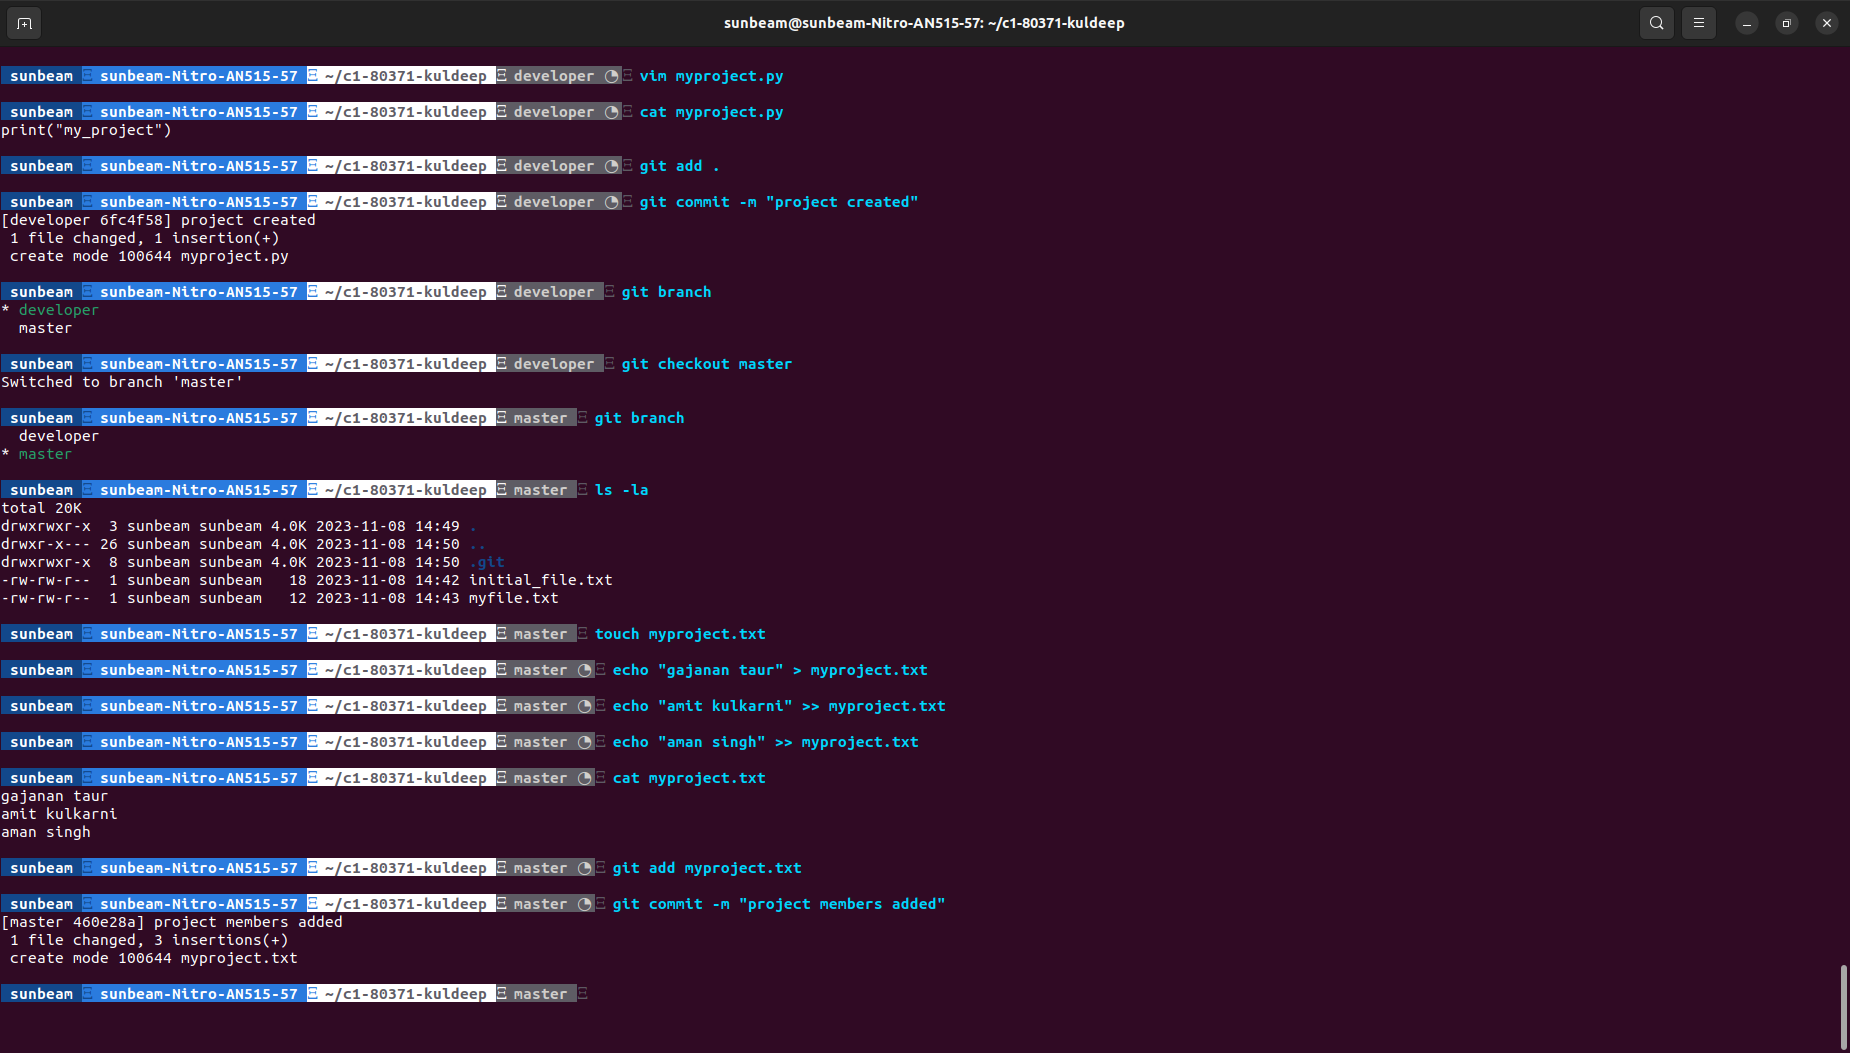 sunbeam@sunbeam-Nitro-AN515-57: ~/c1-80371-kuldeep
sunbeam sunbeam-Nitro-AN515-57 ~/c1-80371-kuldeep developer vim myproject.py
sunbeam sunbeam-Nitro-AN515-57 ~/c1-80371-kuldeep developer cat myproject.py
print("my_project")
sunbeam sunbeam-Nitro-AN515-57 ~/c1-80371-kuldeep developer git add .
sunbeam sunbeam-Nitro-AN515-57 ~/c1-80371-kuldeep developer git commit -m "project created"
[developer 6fc4f58] project created
1 file changed, 1 insertion(+)
create mode 100644 myproject.py
sunbeam sunbeam-Nitro-AN515-57 ~/c1-80371-kuldeep developer git branch
* developer
master
sunbeam sunbeam-Nitro-AN515-57 ~/c1-80371-kuldeep developer git checkout master
Switched to branch 'master'
sunbeam sunbeam-Nitro-AN515-57 ~/c1-80371-kuldeep master git branch
developer
* master
sunbeam sunbeam-Nitro-AN515-57 ~/c1-80371-kuldeep master ls -la
total 20K
drwxrwxr-x  3 sunbeam sunbeam 4.0K 2023-11-08 14:49 .
drwxr-x--- 26 sunbeam sunbeam 4.0K 2023-11-08 14:50 ..
drwxrwxr-x  8 sunbeam sunbeam 4.0K 2023-11-08 14:50 .git
-rw-rw-r--  1 sunbeam sunbeam   18 2023-11-08 14:42 initial_file.txt
-rw-rw-r--  1 sunbeam sunbeam   12 2023-11-08 14:43 myfile.txt
sunbeam sunbeam-Nitro-AN515-57 ~/c1-80371-kuldeep master touch myproject.txt
sunbeam sunbeam-Nitro-AN515-57 ~/c1-80371-kuldeep master echo "gajanan taur" > myproject.txt
sunbeam sunbeam-Nitro-AN515-57 ~/c1-80371-kuldeep master echo "amit kulkarni" >> myproject.txt
sunbeam sunbeam-Nitro-AN515-57 ~/c1-80371-kuldeep master echo "aman singh" >> myproject.txt
sunbeam sunbeam-Nitro-AN515-57 ~/c1-80371-kuldeep master cat myproject.txt
gajanan taur
amit kulkarni
aman singh
sunbeam sunbeam-Nitro-AN515-57 ~/c1-80371-kuldeep master git add myproject.txt
sunbeam sunbeam-Nitro-AN515-57 ~/c1-80371-kuldeep master git commit -m "project members added"
[master 460e28a] project members added
1 file changed, 3 insertions(+)
create mode 100644 myproject.txt
sunbeam sunbeam-Nitro-AN515-57 ~/c1-80371-kuldeep master